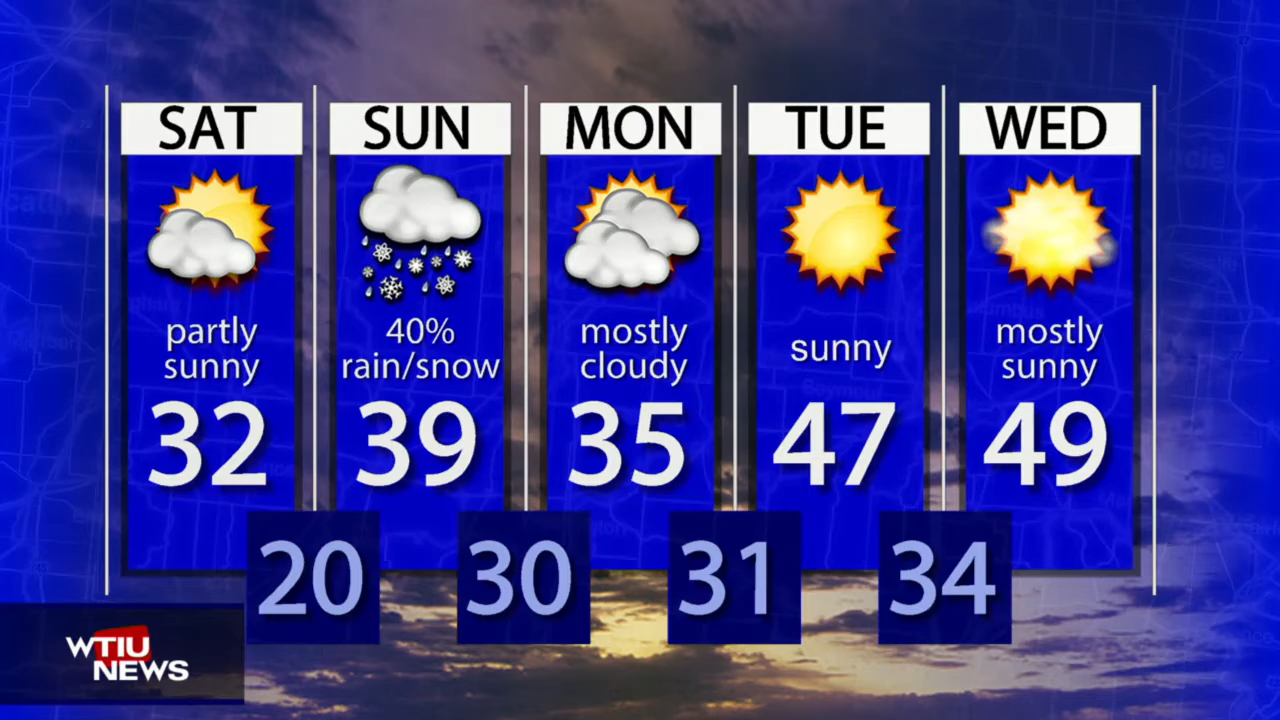 SAT
SUN
MON
TUE
WED
partly
sunny
40%
rain/snow
mostly
cloudy
sunny
mostly
sunny
32
39
35
47
49
20
30
31
34
WTIU
NEWS